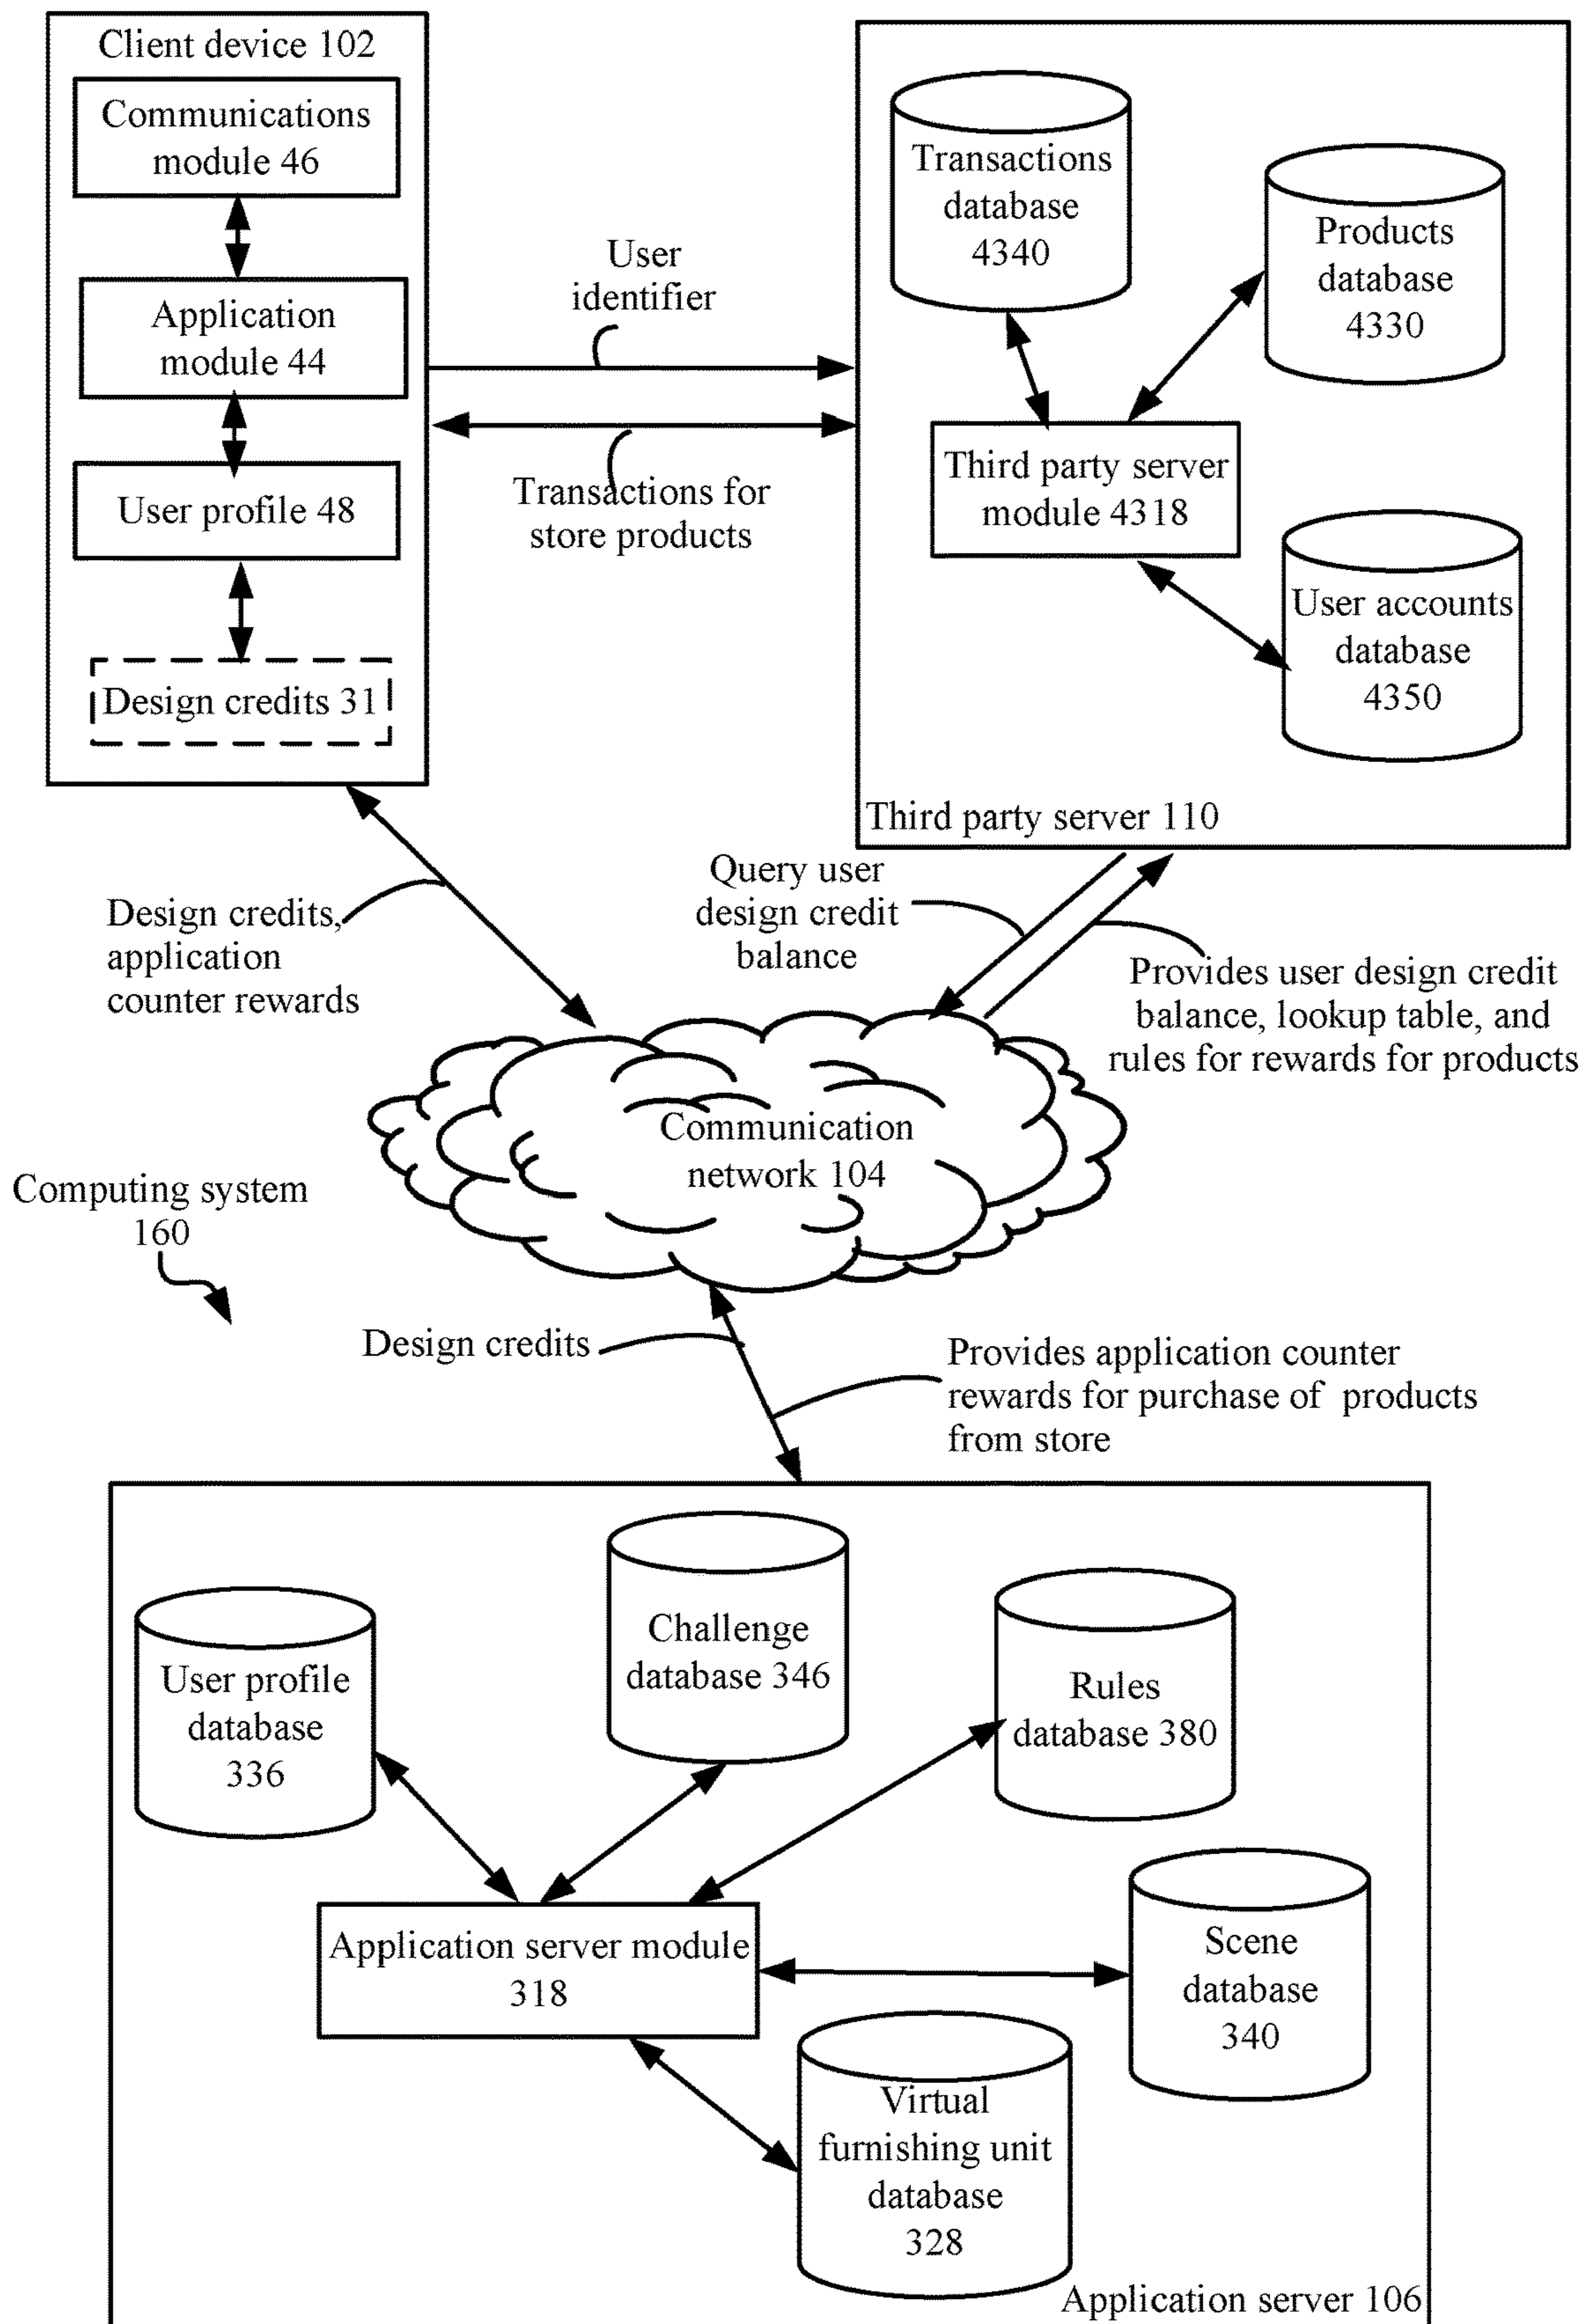 Client device 102
Communications
module 46
Application
module 44
User profile 48
Design credits 31
User
identifier
Transactions for
store products
Transactions
database
4340
Products
database
4330
Third party server
module 4318
User accounts
database
4350
Third party server 110
Design credits,
application
counter rewards
Query user
design credit
balance
Provides user design credit
balance, lookup table, and
rules for rewards for products
Communication
network 104
Computing system
160
Design credits
Provides application counter
rewards for purchase of products
from store
User profile
database
336
Challenge
database 346
Rules
database 380
Application server module
318
Scene
database
340
Virtual
furnishing unit
database
328
Application server 106